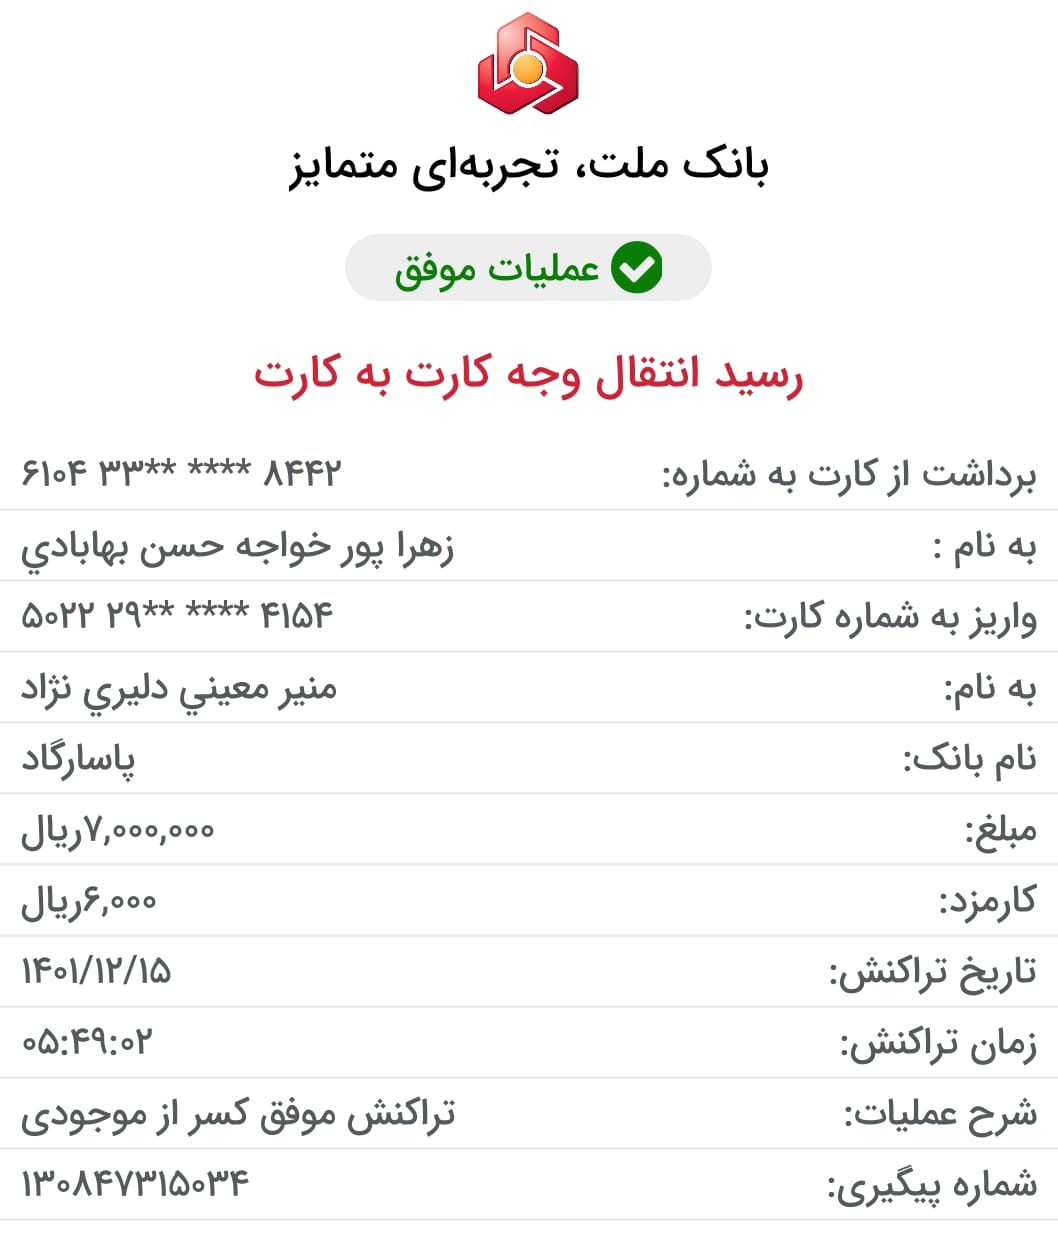 بانک ملت، تجربه‌ای متمایز
عملیات موفق
رسید انتقال وجه کارت به کارت
برداشت از کارت به شماره: ۶۱۰۴ ۳۳** **** ۸۴۴۲
به نام : زهرا پور خواجه حسن بهابادي
واریز به شماره کارت: ۵۰۲۲ ۲۹** **** ۴۱۵۴
به نام: منیر معیني دلیري نژاد
نام بانک: پاسارگاد
مبلغ: ۷,۰۰۰,۰۰۰ریال
کارمزد: ۶,۰۰۰ریال
تاریخ تراکنش: ۱۴۰۱/۱۲/۱۵
زمان تراکنش: ۰۵:۴۹:۰۲
شرح عملیات: تراکنش موفق کسر از موجودی
شماره پیگیری: ۱۳۰۸۴۷۳۱۵۰۳۴